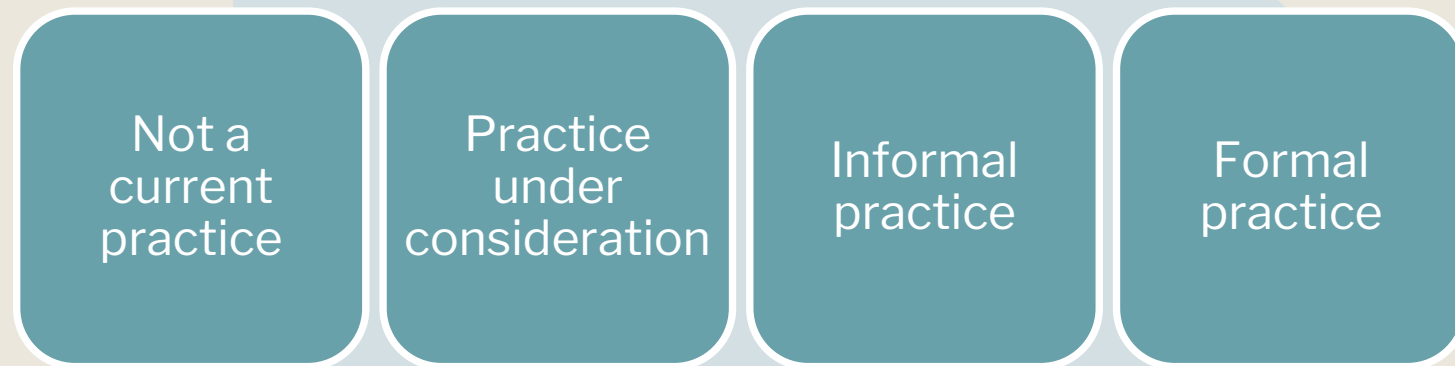 Not a
current
practice
Practice
under
consideration
Informal
practice
Formal
practice